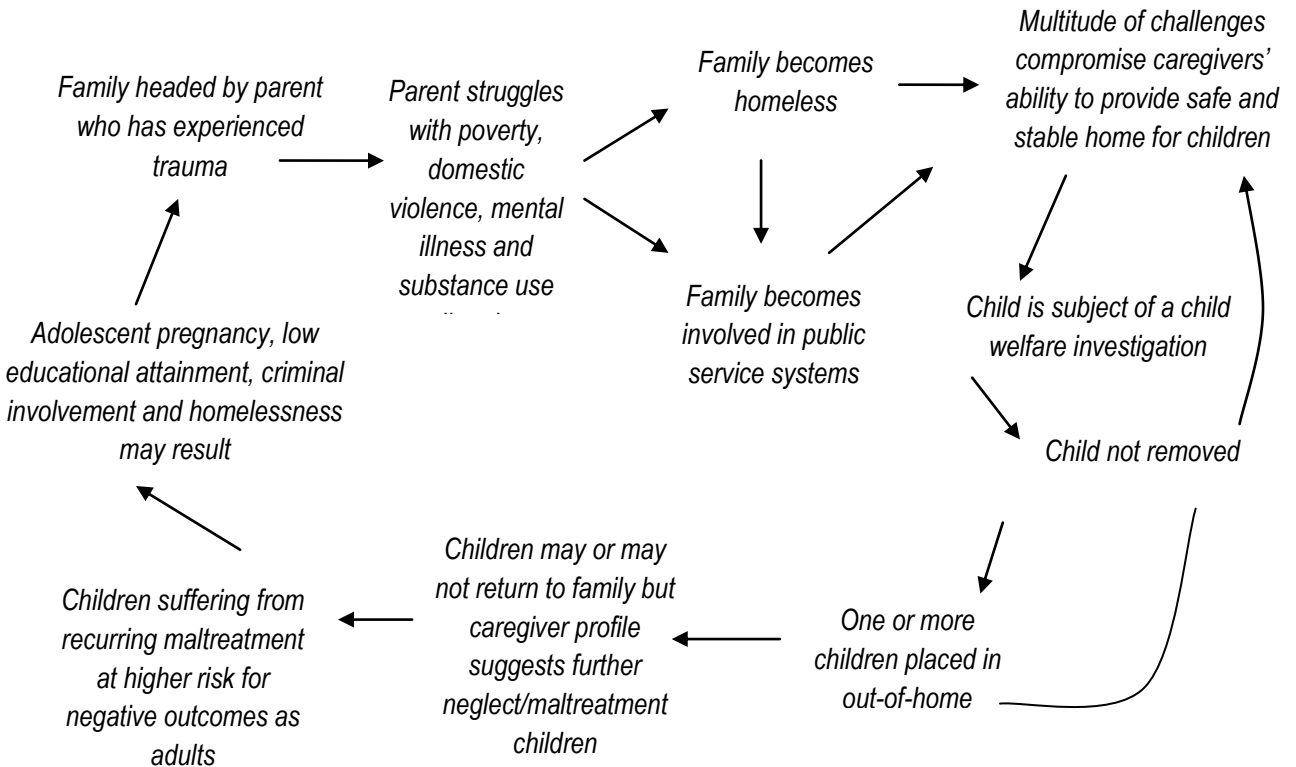 Family headed by parent
who has experienced
trauma
Parent struggles
with poverty,
domestic
violence, mental
illness and
substance use
Family becomes
homeless
Multitude of challenges
compromise caregivers’
ability to provide safe and
stable home for children
Family becomes
involved in public
service systems
Child is subject of a child
welfare investigation
Child not removed
One or more
children placed in
out-of-home
Children may or may
not return to family but
caregiver profile
suggests further
neglect/maltreatment
children
Children suffering from
recurring maltreatment
at higher risk for
negative outcomes as
adults
Adolescent pregnancy, low
educational attainment, criminal
involvement and homelessness
may result